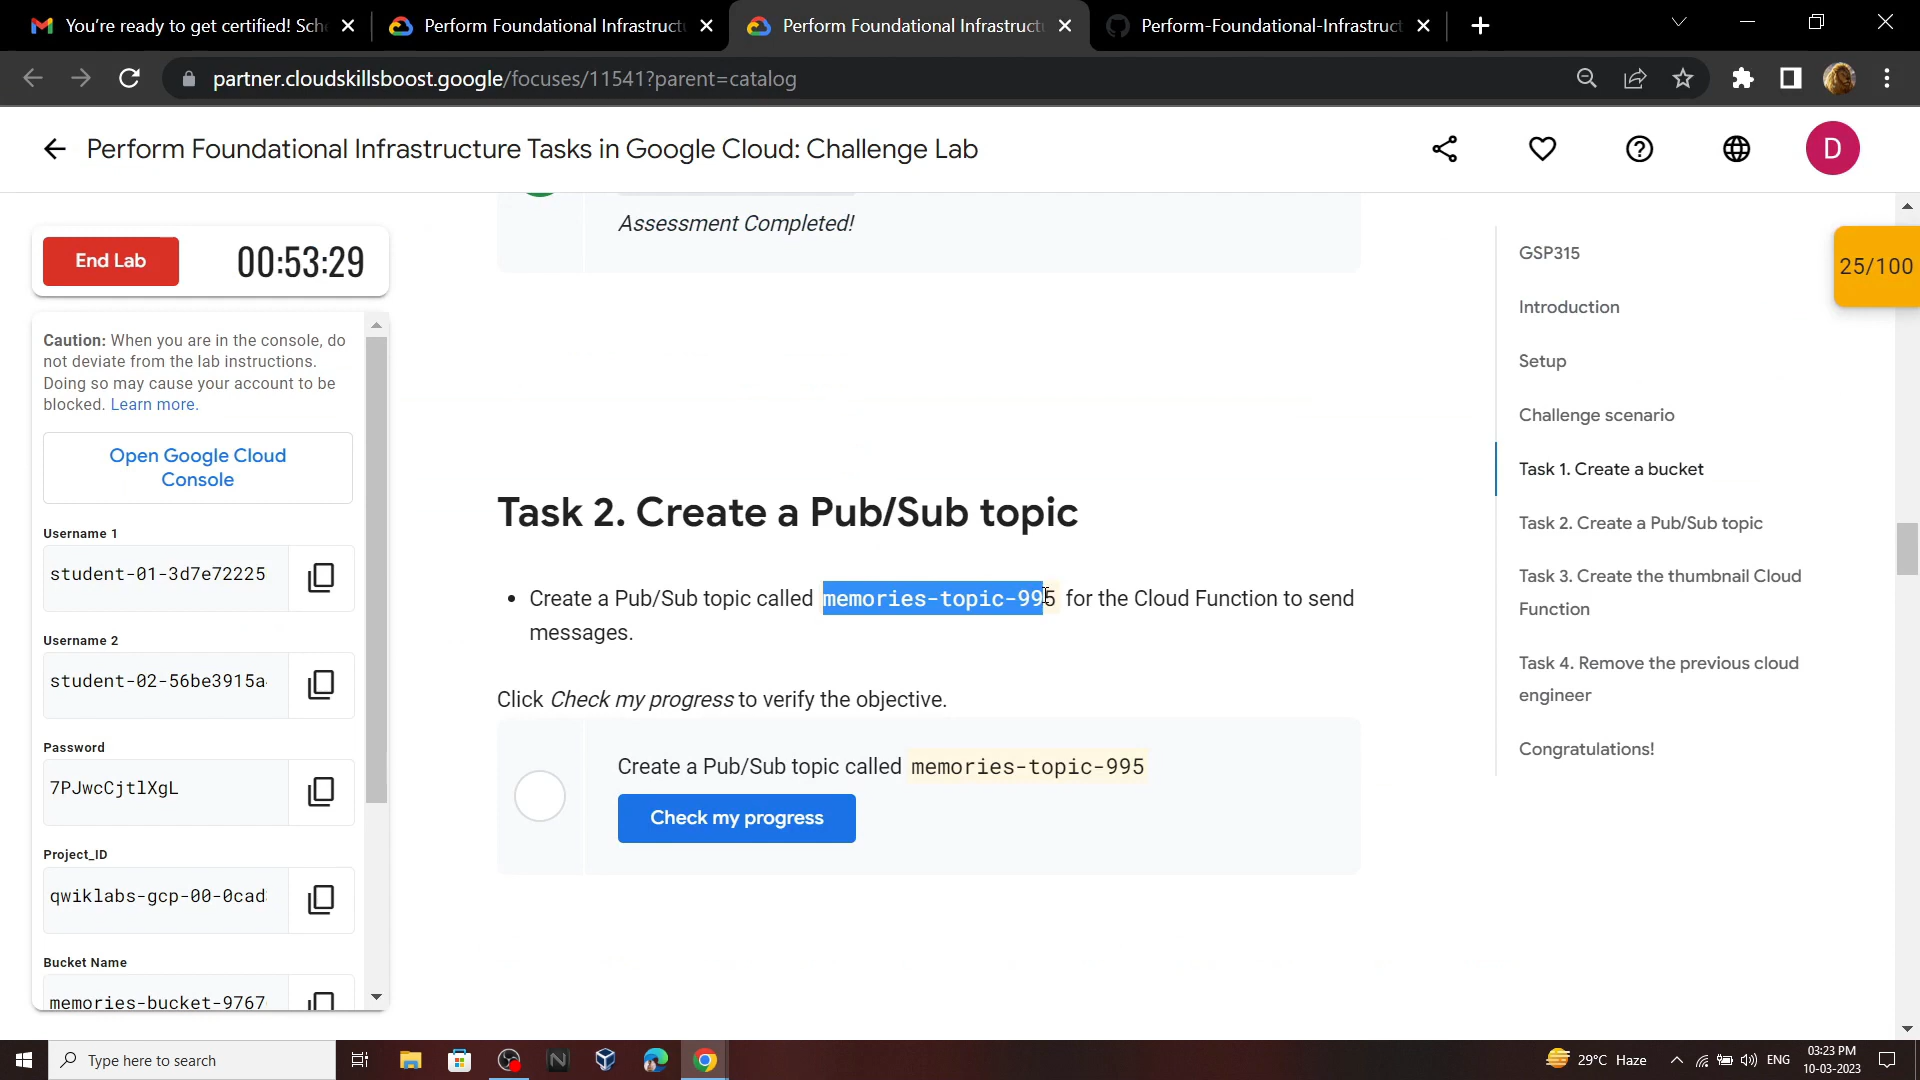 You're ready to get certified! Sche
Perform Foundational Infrastructu
Perform Foundational Infrastructu
Perform-Foundational-Infrastruct
partner.cloudskillsboost.google/focuses/11541?parent=catalog
Perform Foundational Infrastructure Tasks in Google Cloud: Challenge Lab
D
End Lab
00:53:29
Caution: When you are in the console, do
not deviate from the lab instructions.
Doing so may cause your account to be
blocked. Learn more.
Open Google Cloud
Console
Username 1
student-01-3d7e72225
Username 2
student-02-56be3915a
Password
7PJwcCjtlXgL
Project_ID
qwiklabs-gcp-00-0cad
Bucket Name
memories-bucket-9767
Assessment Completed!
Task 2. Create a Pub/Sub topic
• Create a Pub/Sub topic called memories-topic-995 for the Cloud Function to send
messages.
Click Check my progress to verify the objective.
Create a Pub/Sub topic called memories-topic-995
Check my progress
GSP315
Introduction
Setup
Challenge scenario
Task 1. Create a bucket
Task 2. Create a Pub/Sub topic
Task 3. Create the thumbnail Cloud
Function
Task 4. Remove the previous cloud
engineer
Congratulations!
25/100
Type here to search
29°C Haze
ENG
03:23 PM
10-03-2023